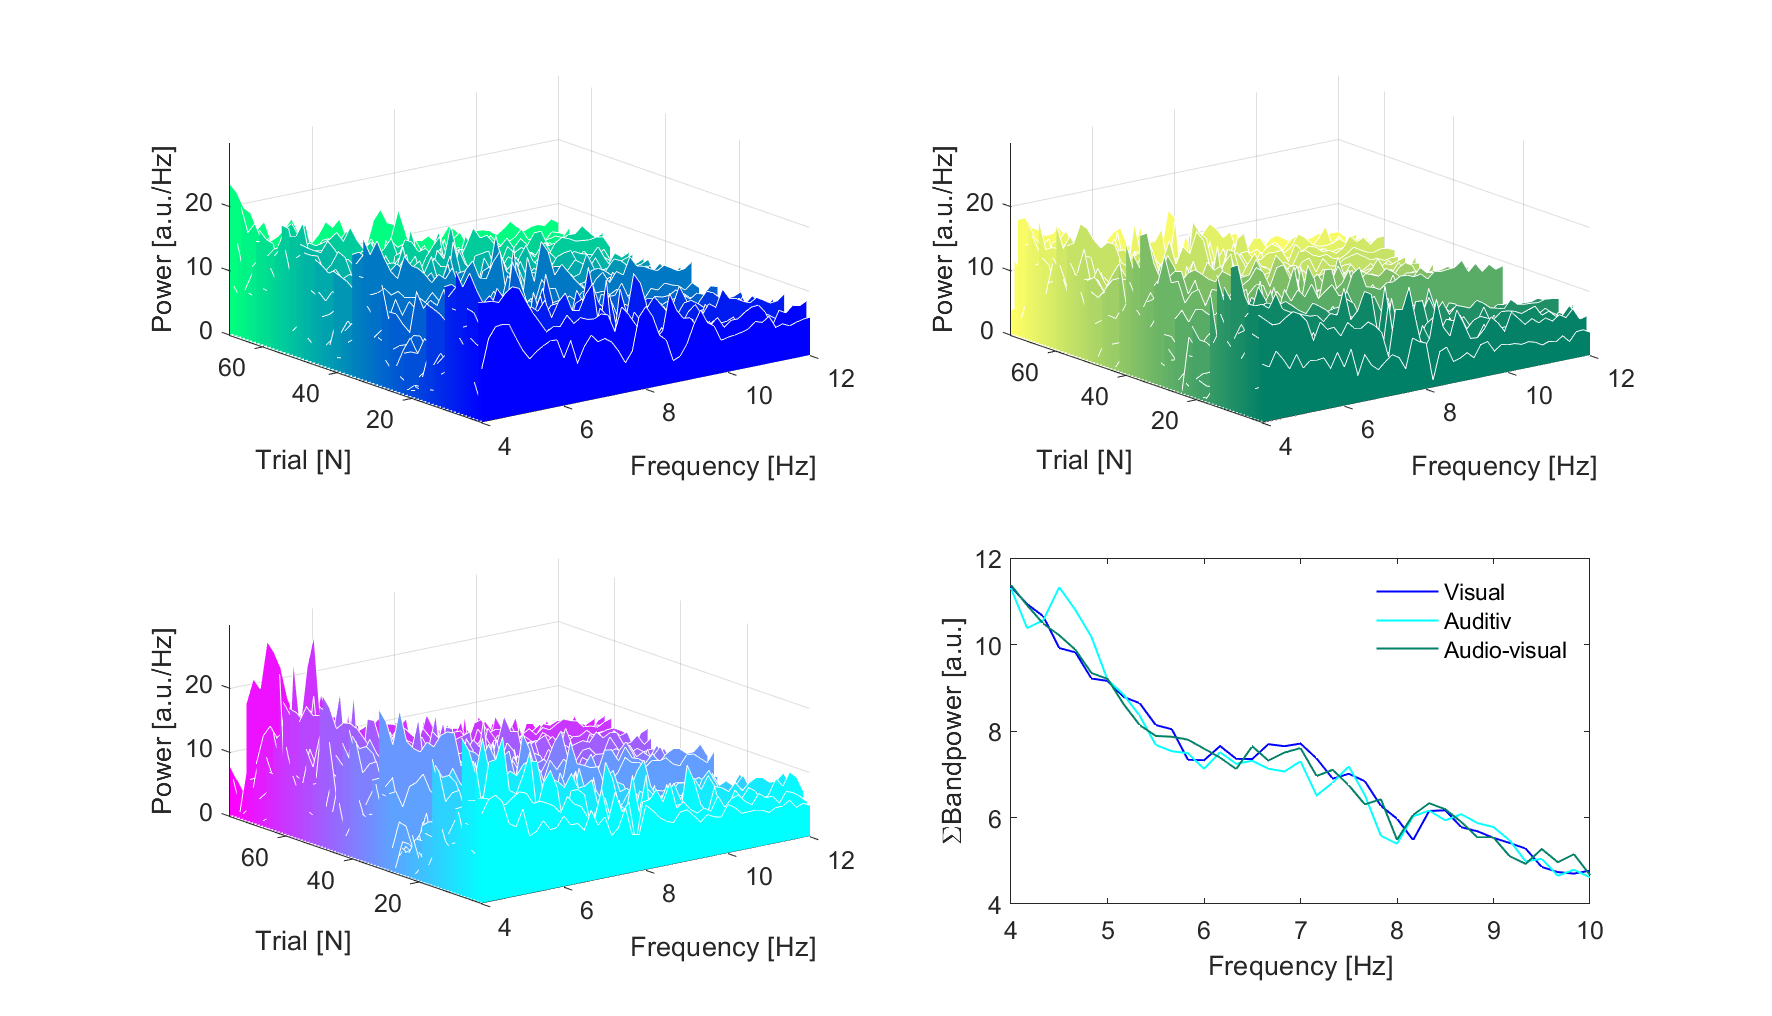 Power [a.u./Hz]
20
10
0
60
40
20
Trial [N]
4
6
8
10
12
Frequency [Hz]
Power [a.u./Hz]
20
10
0
60
40
20
Trial [N]
4
6
8
10
12
Frequency [Hz]
Power [a.u./Hz]
20
10
0
60
40
20
Trial [N]
4
6
8
10
12
Frequency [Hz]
ΣBandpower [a.u.]
12
10
8
6
4
Visual
Auditiv
Audio-visual
4 5 6 7 8 9 10
Frequency [Hz]